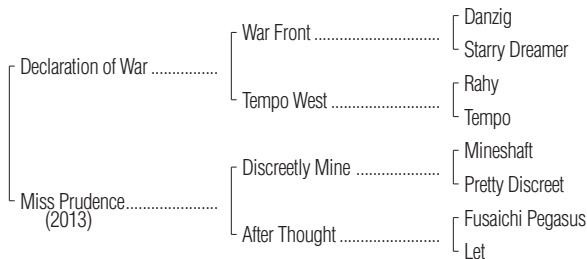 Danzig
War Front
Starry Dreamer
Declaration of War
Rahy
Tempo West
Tempo
Mineshaft
Discreetly Mine
Pretty Discreet
Miss Prudence
(2013)
Fusaichi Pegasus
After Thought
Let